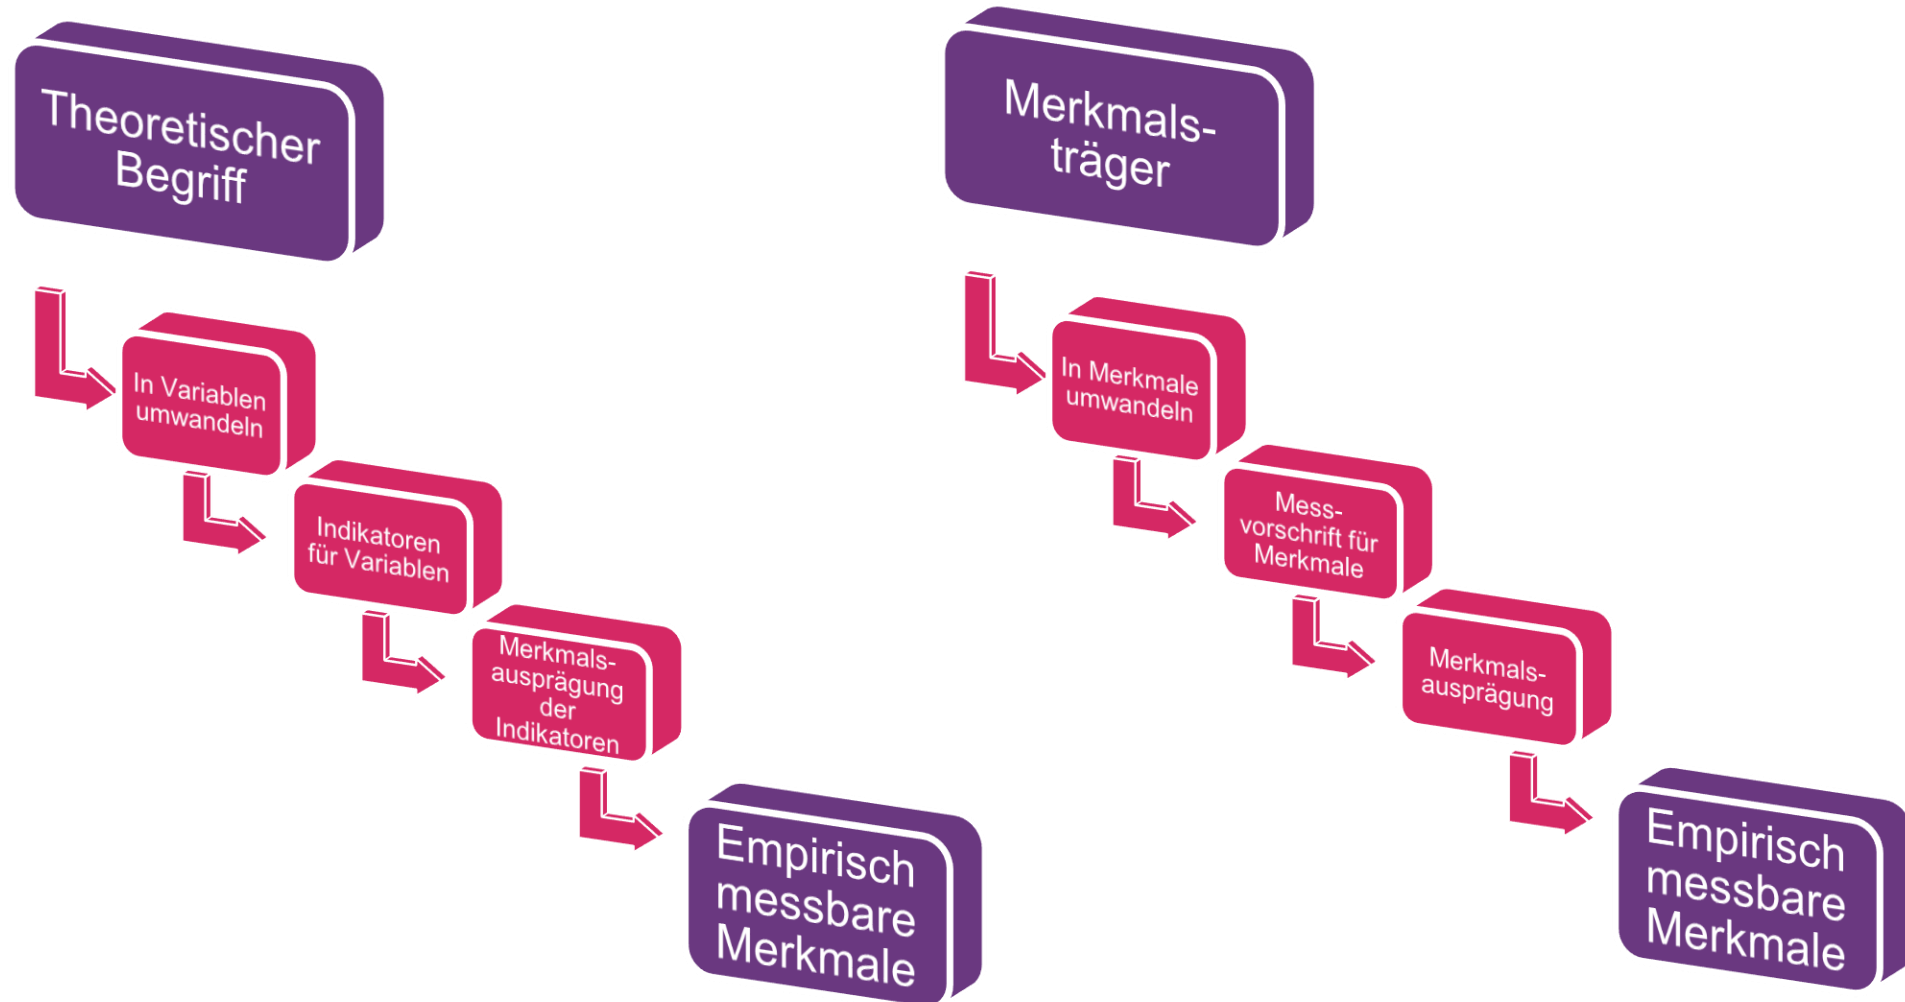 Theoretischer
Begriff
In Variablen
umwandeln
Indikatoren
für Variablen
Merkmals-
ausprägung
der
Indikatoren
Empirisch
messbare
Merkmale
Merkmals-
träger
In Merkmale
umwandeln
Mess-
vorschrift für
Merkmale
Merkmals-
ausprägung
Empirisch
messbare
Merkmale